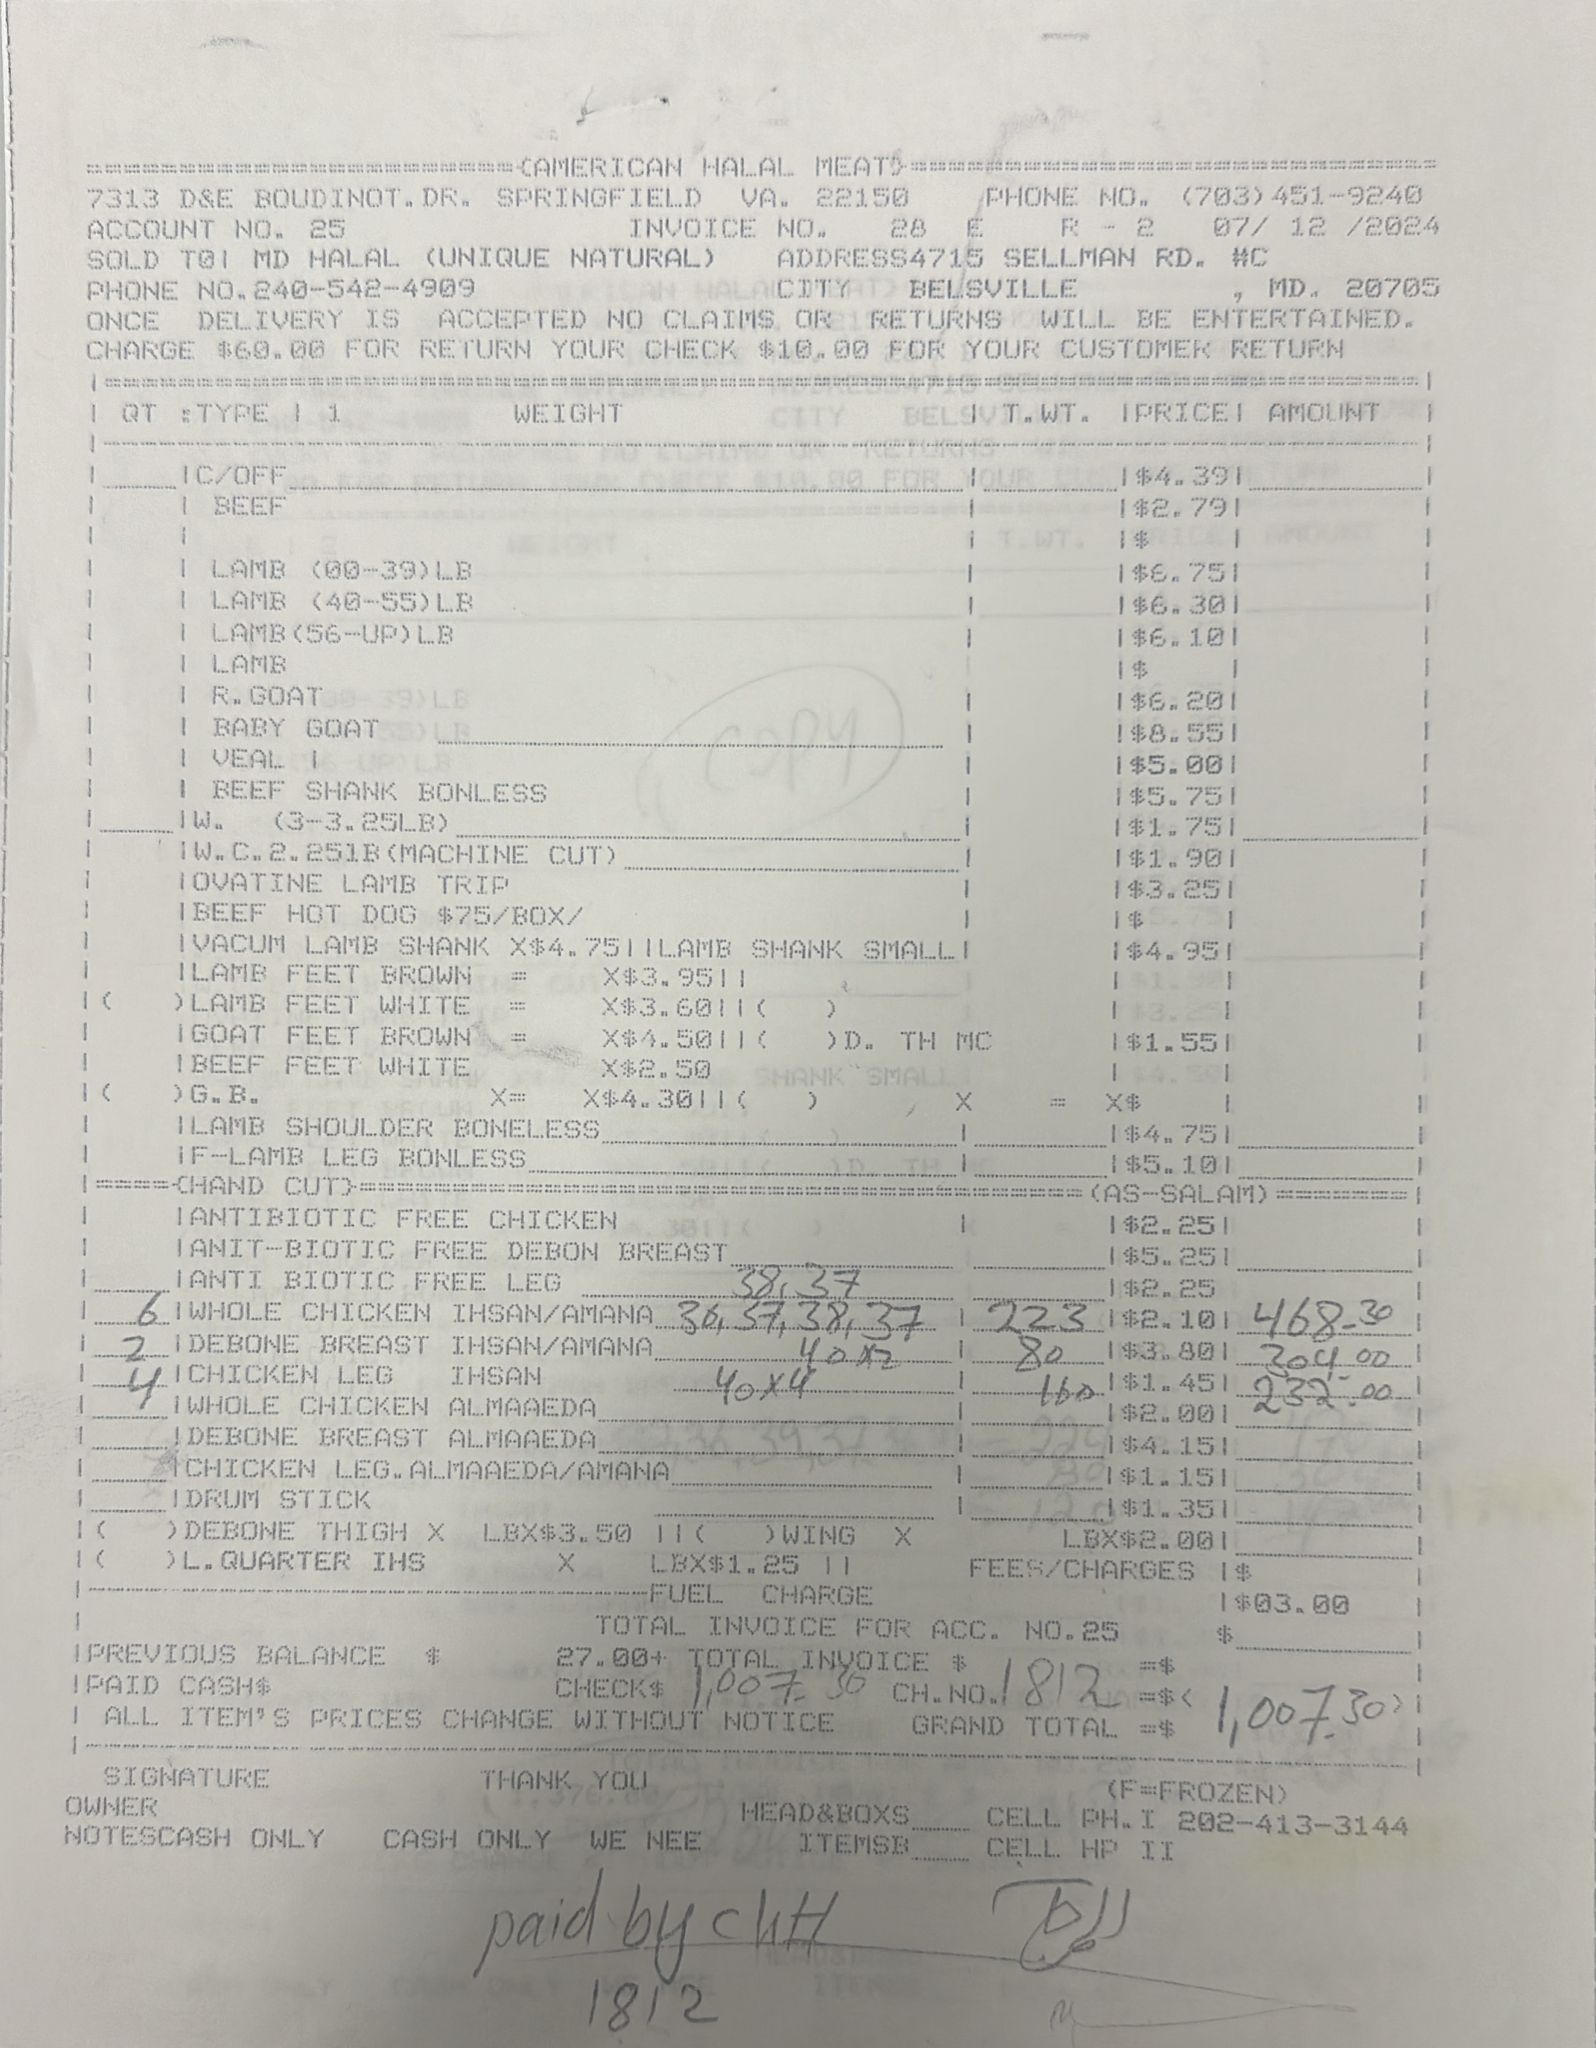 =======================(AMERICAN HALAL MEAT)============================
7313 D&E BOUDINOT.DR. SPRINGFIELD VA. 22150 PHONE NO. (703)451-9240
ACCOUNT NO. 25 INVOICE NO. 28 E R - 2 07/ 12 /2024
SOLD TO| MD HALAL (UNIQUE NATURAL) ADDRESS4715 SELLMAN RD. #C
PHONE NO.240-542-4909 CITY BELSVILLE , MD. 20705
ONCE DELIVERY IS ACCEPTED NO CLAIMS OR RETURNS WILL BE ENTERTAINED.
CHARGE $60.00 FOR RETURN YOUR CHECK $10.00 FOR YOUR CUSTOMER RETURN
| QT :TYPE | 1 WEIGHT | T.WT. |PRICE| AMOUNT |
|C/OFF | |$4.39|
| BEEF | |$2.79| |
| | |$ | |
| LAMB (00-39)LB | |$6.75| |
| LAMB (40-55)LB | |$6.30| |
| LAMB(56-UP)LB | |$6.10| |
| LAMB | |$ | |
| R.GOAT | |$6.20| |
| BABY GOAT | |$8.55| |
| VEAL | | |$5.00| |
copy
| BEEF SHANK BONLESS | |$5.75| |
|W. (3-3.25LB) | |$1.75|
|W.C.2.251B(MACHINE CUT) | |$1.90| |
|OVATINE LAMB TRIP | |$3.25| |
|BEEF HOT DOG $75/BOX/ | |$ | |
|VACUM LAMB SHANK X$4.75||LAMB SHANK SMALL| |$4.95| |
|LAMB FEET BROWN = X$3.95|| | | |
|( )LAMB FEET WHITE = X$3.60||( ) | | |
|GOAT FEET BROWN = X$4.50||( )D. TH MC |$1.55| |
|BEEF FEET WHITE X$2.50 | | |
|( )G.B. X= X$4.30||( ) X = X$ | |
|LAMB SHOULDER BONELESS | |$4.75| |
|F-LAMB LEG BONLESS | |$5.10| |
|=====(HAND CUT)========================================(AS-SALAM)=======|
|ANTIBIOTIC FREE CHICKEN | |$2.25| |
|ANIT-BIOTIC FREE DEBON BREAST |$5.25| |
|ANTI BIOTIC FREE LEG 38,37 |$2.25 |
6 |WHOLE CHICKEN IHSAN/AMANA 36,37,38,37 | 223 |$2.10| 468.30
2 |DEBONE BREAST IHSAN/AMANA 40x2 | 80 |$3.80| 304.00
4 |CHICKEN LEG IHSAN 40x4 | 160 |$1.45| 232.00
|WHOLE CHICKEN ALMAAEDA | |$2.00| |
|DEBONE BREAST ALMAAEDA | |$4.15| |
|CHICKEN LEG.ALMAAEDA/AMANA | |$1.15| |
|DRUM STICK | |$1.35| |
|( )DEBONE THIGH X LBX$3.50 ||( )WING X LBX$2.00| |
|( )L.QUARTER IHS X LBX$1.25 || FEES/CHARGES |$ |
FUEL CHARGE |$03.00 |
| TOTAL INVOICE FOR ACC. NO.25 $ |
|PREVIOUS BALANCE $ 27.00+ TOTAL INVOICE $ =$ |
|PAID CASH$ CHECK$ 1,007.30 CH.NO. 1812 =$( 1,007.30 )
| ALL ITEM'S PRICES CHANGE WITHOUT NOTICE GRAND TOTAL =$ |
SIGNATURE THANK YOU (F=FROZEN)
OWNER HEAD&BOXS CELL PH.I 202-413-3144
NOTESCASH ONLY CASH ONLY WE NEE ITEMSB CELL HP II
paid by
1812